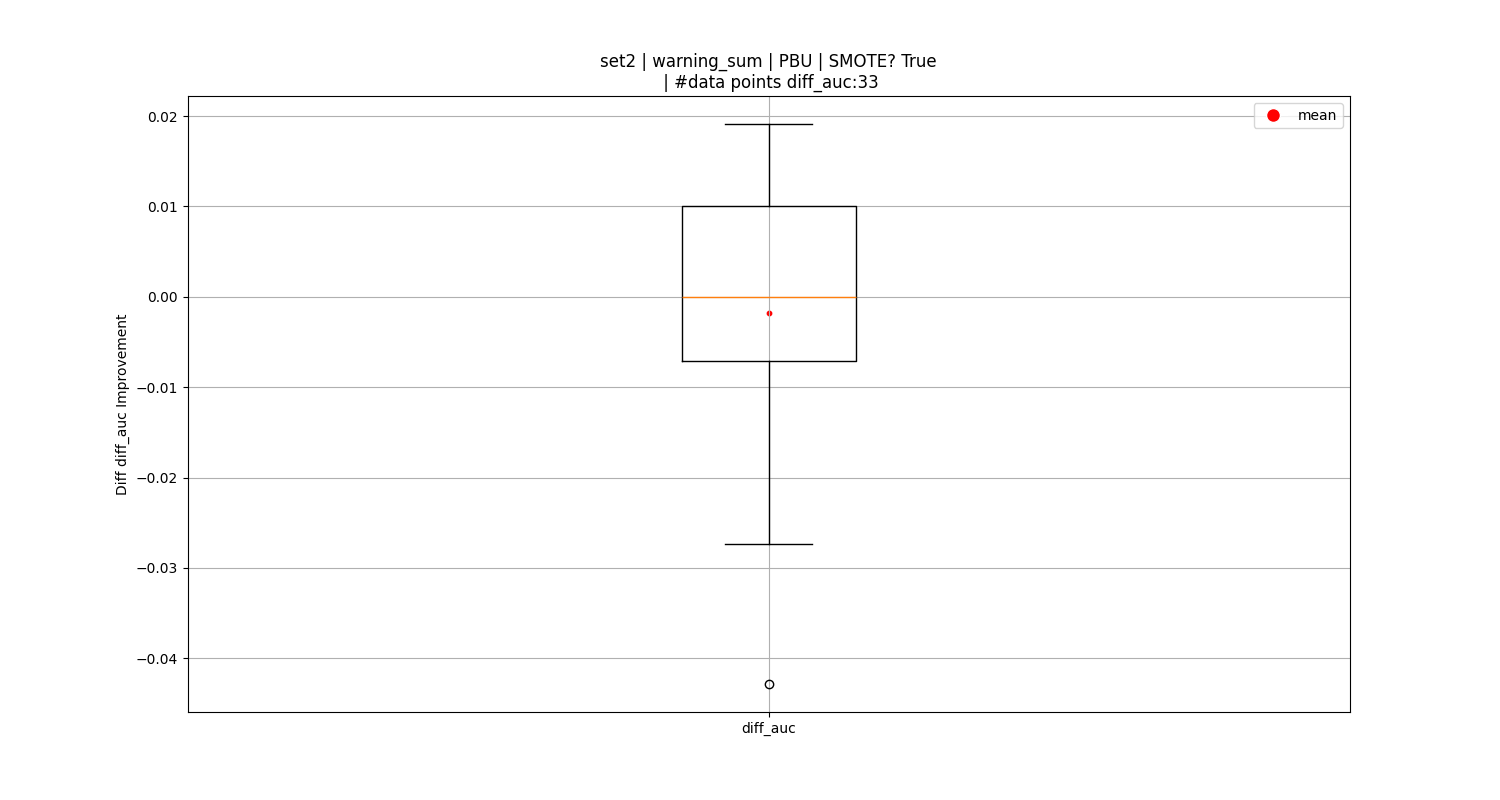 set2 | warning_sum | PBU | SMOTE? True
| #data points diff_auc:33
mean
Diff diff_auc Improvement
0.02
0.01
0.00
−0.01
−0.02
−0.03
−0.04
diff_auc